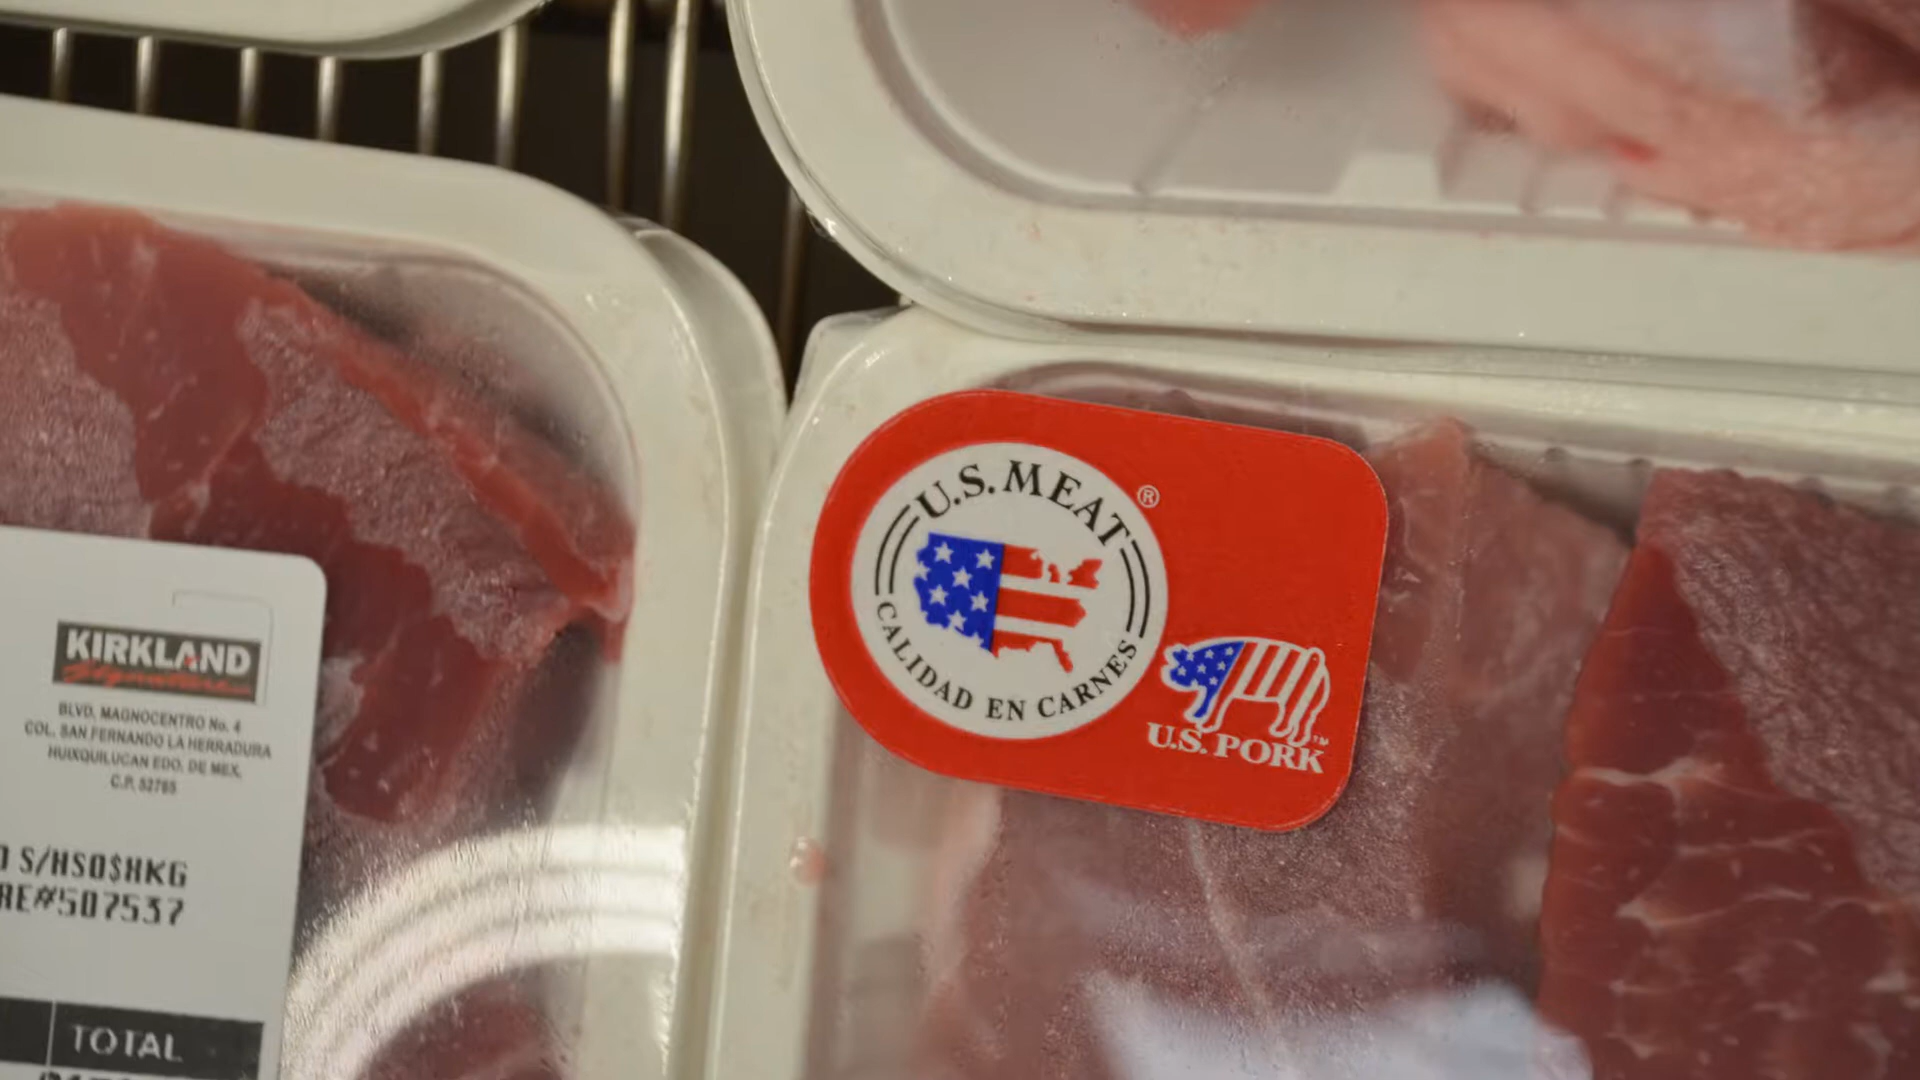 KIRKLAND
Signature
BLVD. MAGNOCENTRO No. 4
COL. SAN FERNANDO LA HERRADURA
HUIXQUILUCAN EDO. DE MEX.
C.P. 52765
S/HSO$HKG
RE#507537
TOTAL
U.S. MEAT ®
CALIDAD EN CARNES
U.S. PORK ™